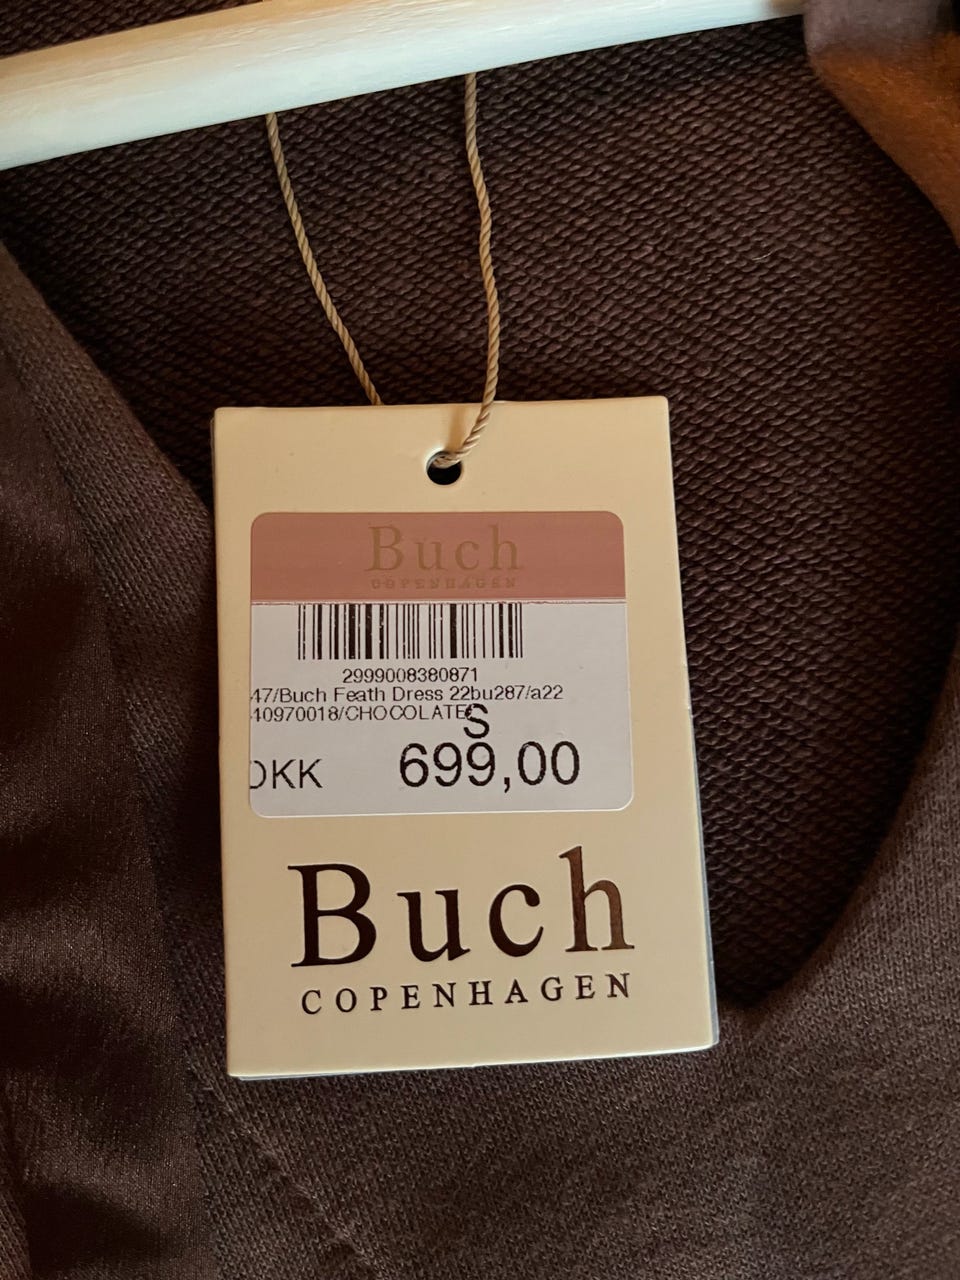 Buch
COPENHAGEN
2999008380871
47/Buch Feath Dress 22bu287/a22
40970018/CHOCOLATE
S
DKK 699,00
Buch
COPENHAGEN